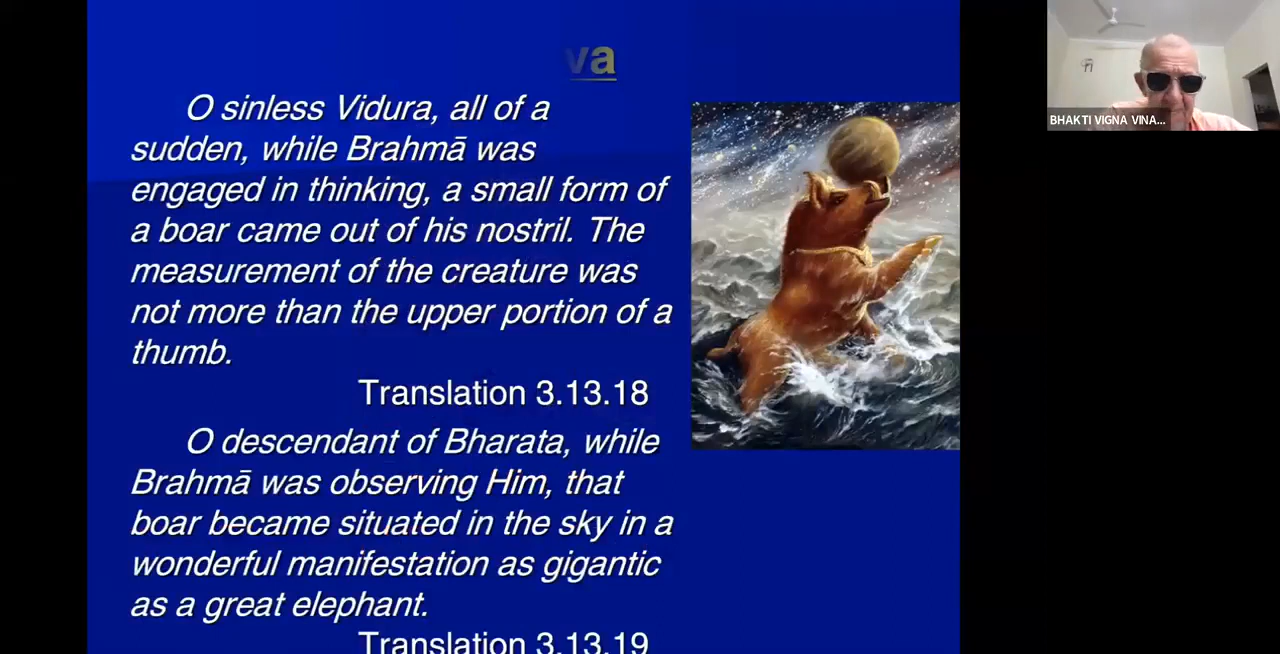 va
O sinless Vidura, all of a
sudden, while Brahmā was
engaged in thinking, a small form of
a boar came out of his nostril. The
measurement of the creature was
not more than the upper portion of a
thumb.
Translation 3.13.18
O descendant of Bharata, while
Brahmā was observing Him, that
boar became situated in the sky in a
wonderful manifestation as gigantic
as a great elephant.
Translation 3.13.19
BHAKTI VIGNA VINA...